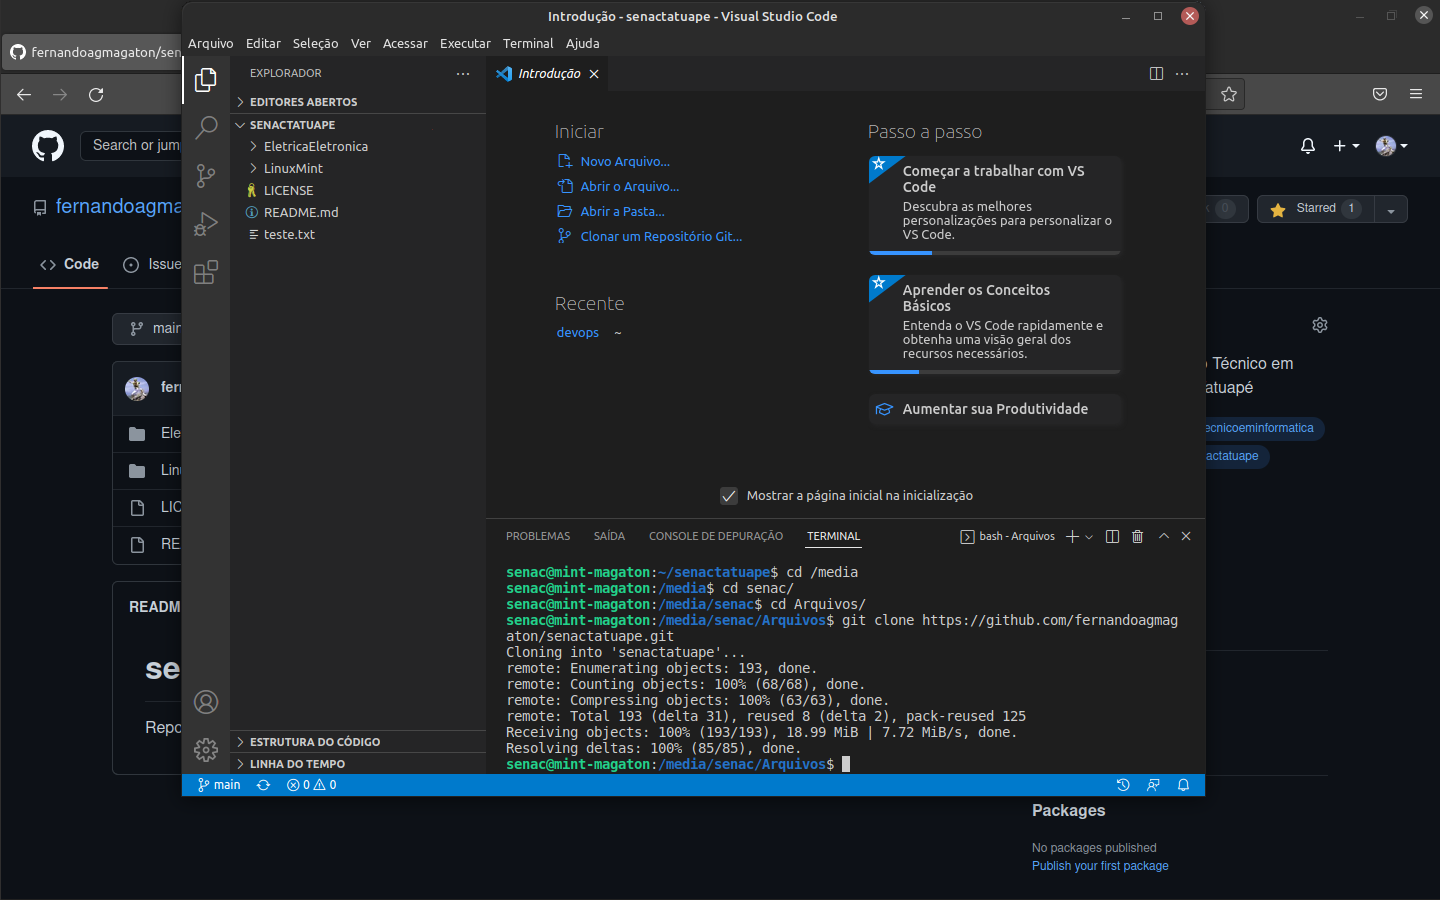 Introdução - senactatuape - Visual Studio Code
Arquivo Editar Seleção Ver Acessar Executar Terminal Ajuda
fernandoagmagaton/sen
Search or jum
fernandoagma
Code
Issue
main
fern
Ele
Linu
LIC
RE
READM
se
Repo
EXPLORADOR
EDITORES ABERTOS
SENACTATUAPE
EletricaEletronica
LinuxMint
LICENSE
README.md
teste.txt
ESTRUTURA DO CÓDIGO
LINHA DO TEMPO
Introdução
Iniciar
Novo Arquivo...
Abrir o Arquivo...
Abrir a Pasta...
Clonar um Repositório Git...
Recente
devops ~
Passo a passo
Começar a trabalhar com VS
Code
Descubra as melhores
personalizações para personalizar o
VS Code.
Aprender os Conceitos
Básicos
Entenda o VS Code rapidamente e
obtenha uma visão geral dos
recursos necessários.
Aumentar sua Produtividade
Mostrar a página inicial na inicialização
PROBLEMAS SAÍDA CONSOLE DE DEPURAÇÃO TERMINAL
bash - Arquivos
senac@mint-magaton:~/senactatuape$ cd /media
senac@mint-magaton:/media$ cd senac/
senac@mint-magaton:/media/senac$ cd Arquivos/
senac@mint-magaton:/media/senac/Arquivos$ git clone https://github.com/fernandoagmag
aton/senactatuape.git
Cloning into 'senactatuape'...
remote: Enumerating objects: 193, done.
remote: Counting objects: 100% (68/68), done.
remote: Compressing objects: 100% (63/63), done.
remote: Total 193 (delta 31), reused 8 (delta 2), pack-reused 125
Receiving objects: 100% (193/193), 18.99 MiB | 7.72 MiB/s, done.
Resolving deltas: 100% (85/85), done.
senac@mint-magaton:/media/senac/Arquivos$
main 0 0
0
Starred 1
Técnico em
atuapé
ecnicoeminformatica
actatuape
Packages
No packages published
Publish your first package